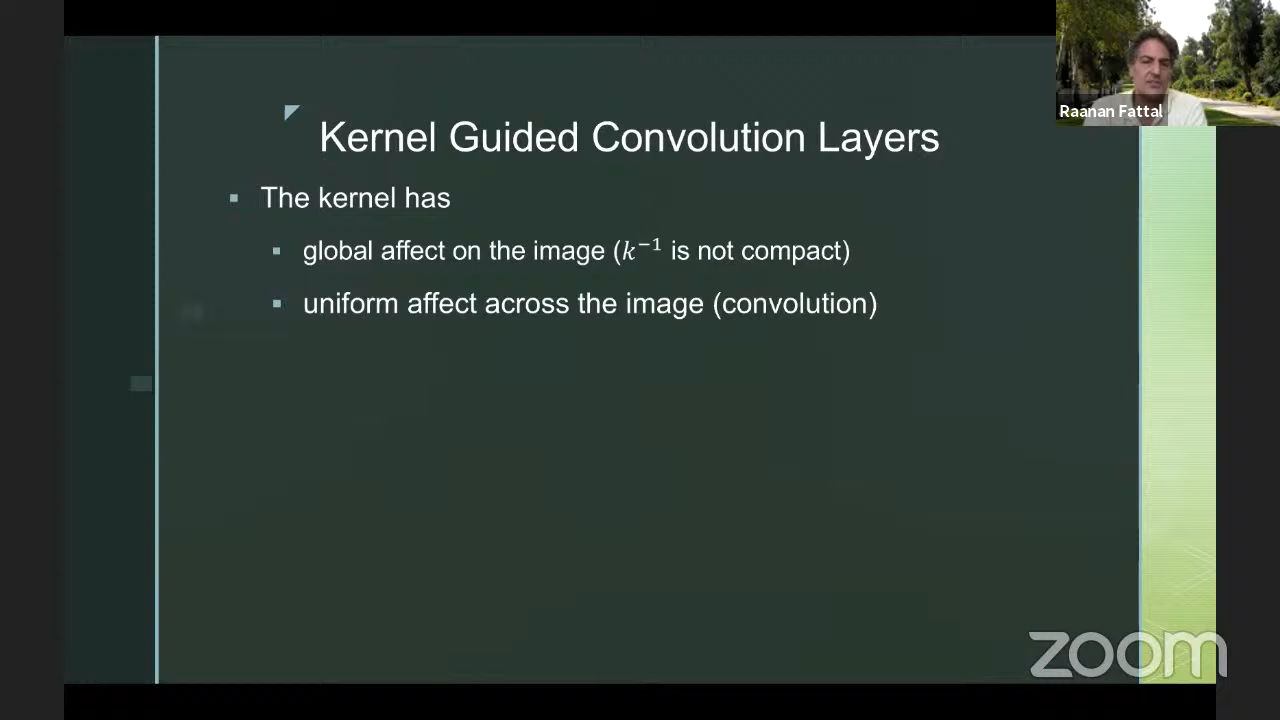 Raanan Fattal
Kernel Guided Convolution Layers
The kernel has
global affect on the image (k⁻¹ is not compact)
uniform affect across the image (convolution)
zoom